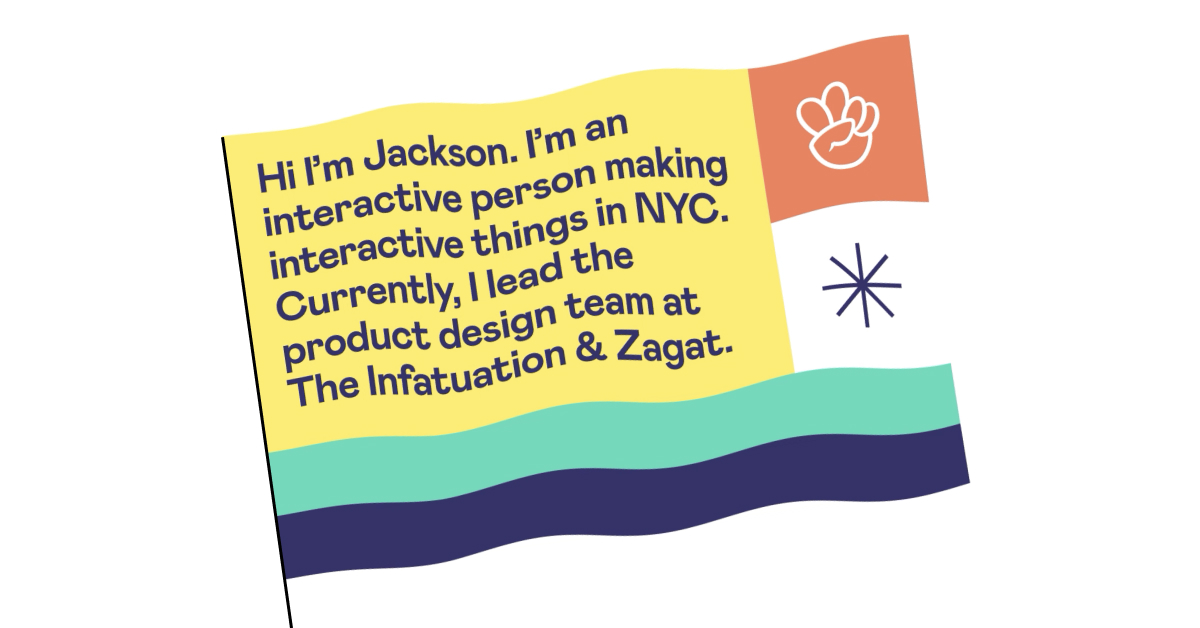 Hi I’m Jackson. I’m an
interactive person making
interactive things in NYC.
Currently, I lead the
product design team at
The Infatuation & Zagat.